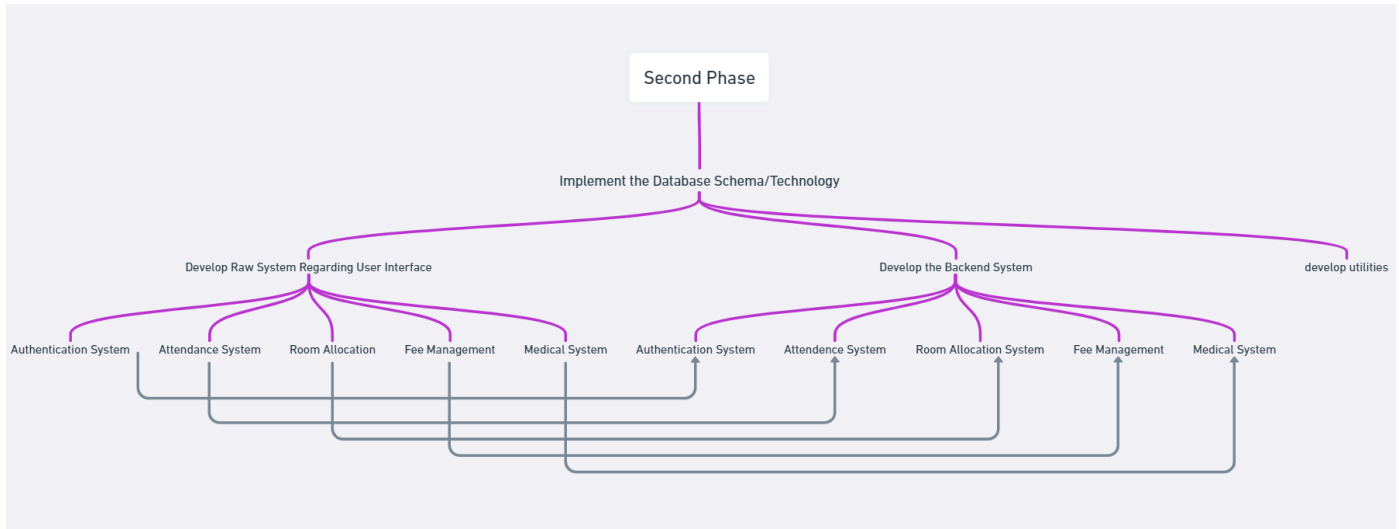 Second Phase
Implement the Database Schema/Technology
Develop Raw System Regarding User Interface
Develop the Backend System
develop utilities
Authentication System
Attendance System
Room Allocation
Fee Management
Medical System
Authentication System
Attendence System
Room Allocation System
Fee Management
Medical System